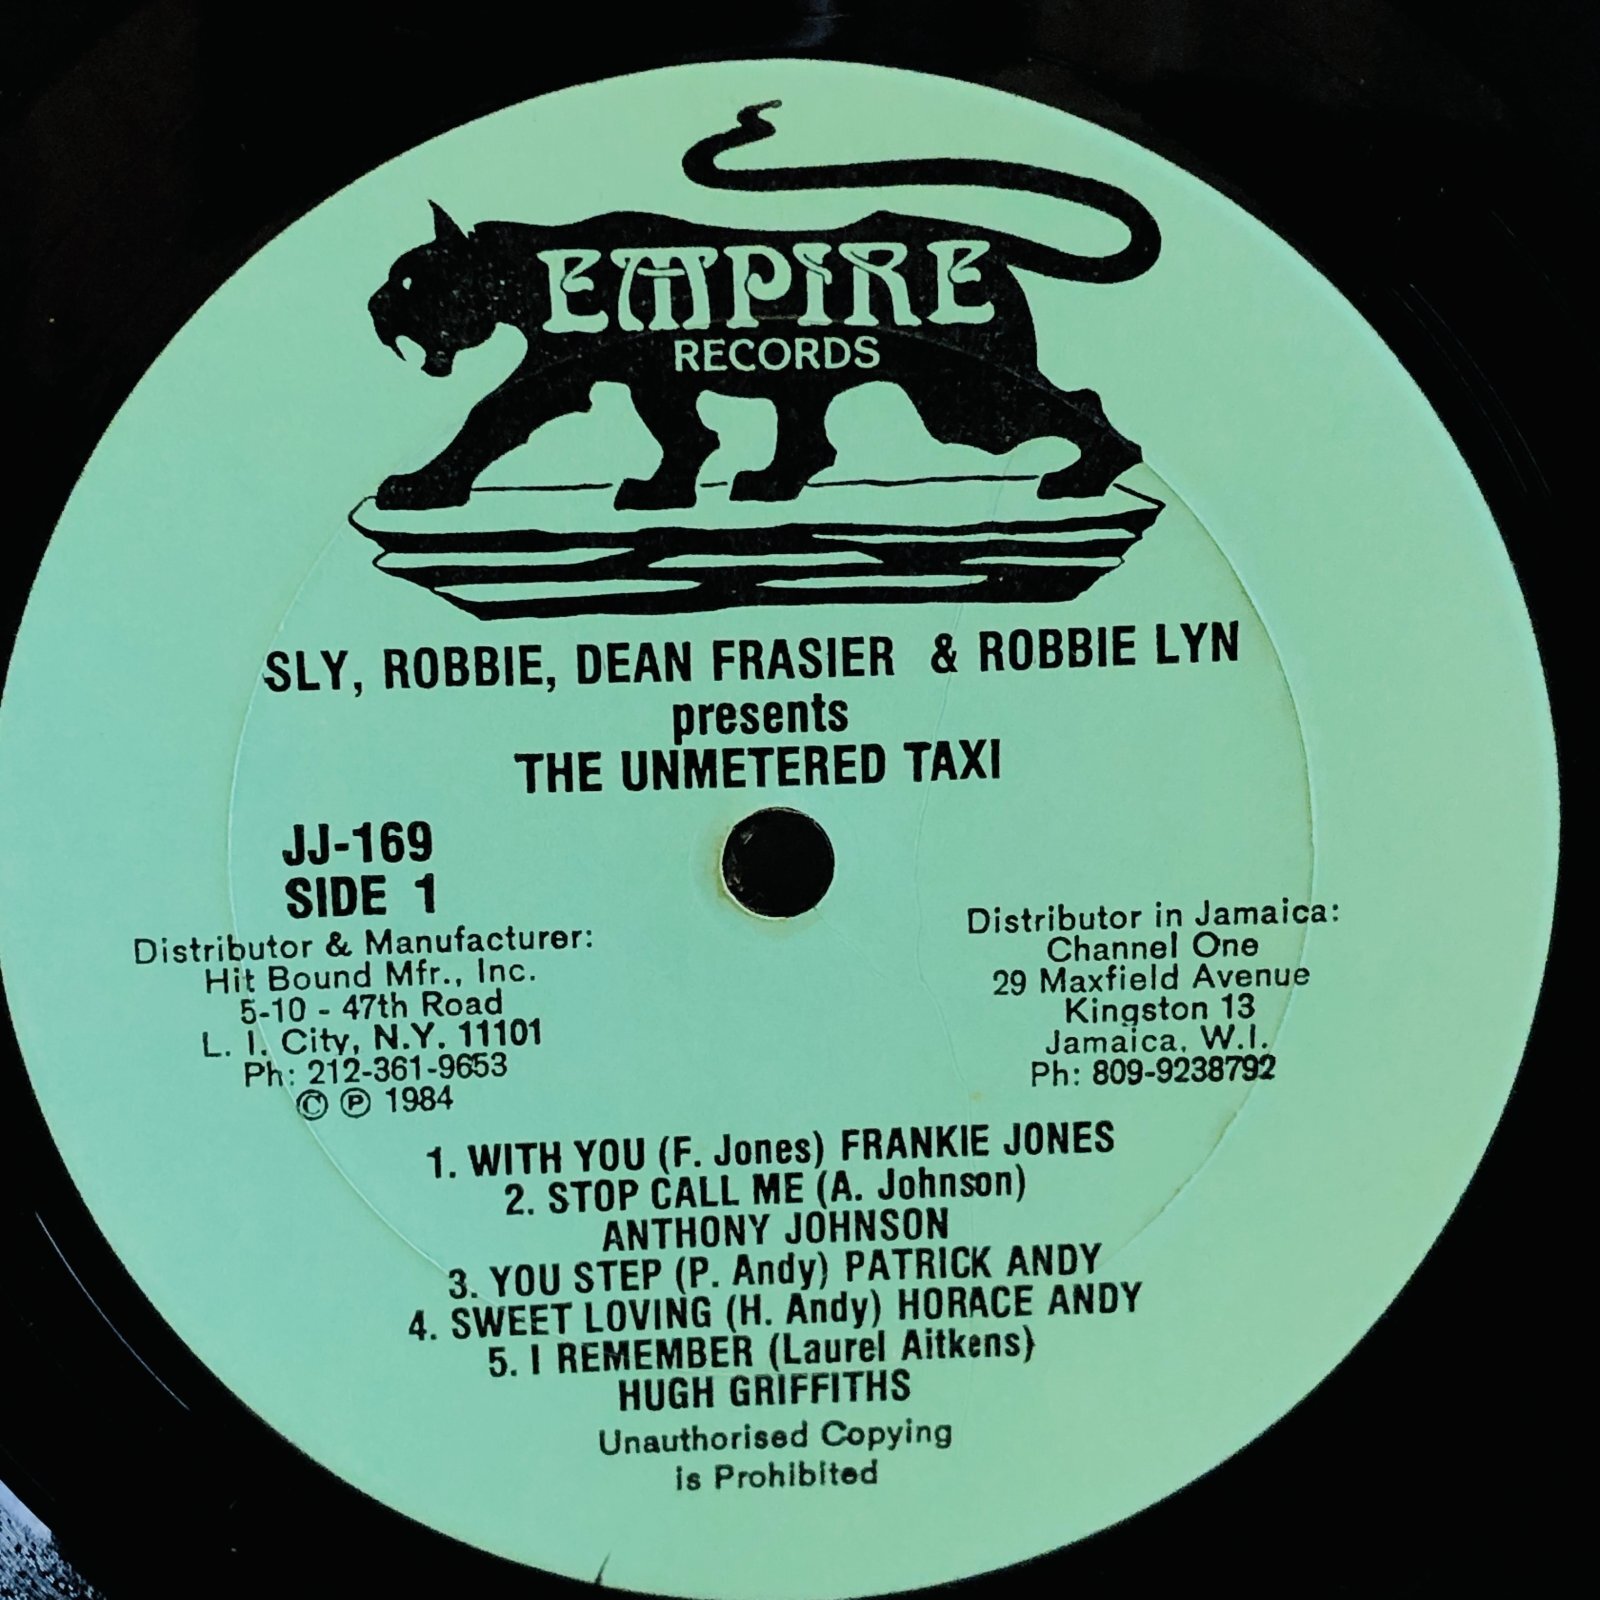 EMPIRE
RECORDS
SLY, ROBBIE, DEAN FRASIER & ROBBIE LYN
presents
THE UNMETERED TAXI
JJ-169
SIDE 1
Distributor & Manufacturer:
Hit Bound Mfr., Inc.
5-10 - 47th Road
L. I. City, N.Y. 11101
Ph: 212-361-9653
© ℗ 1984
Distributor in Jamaica:
Channel One
29 Maxfield Avenue
Kingston 13
Jamaica, W.I.
Ph: 809-9238792
1. WITH YOU (F. Jones) FRANKIE JONES
2. STOP CALL ME (A. Johnson)
ANTHONY JOHNSON
3. YOU STEP (P. Andy) PATRICK ANDY
4. SWEET LOVING (H. Andy) HORACE ANDY
5. I REMEMBER (Laurel Aitkens)
HUGH GRIFFITHS
Unauthorised Copying
is Prohibited